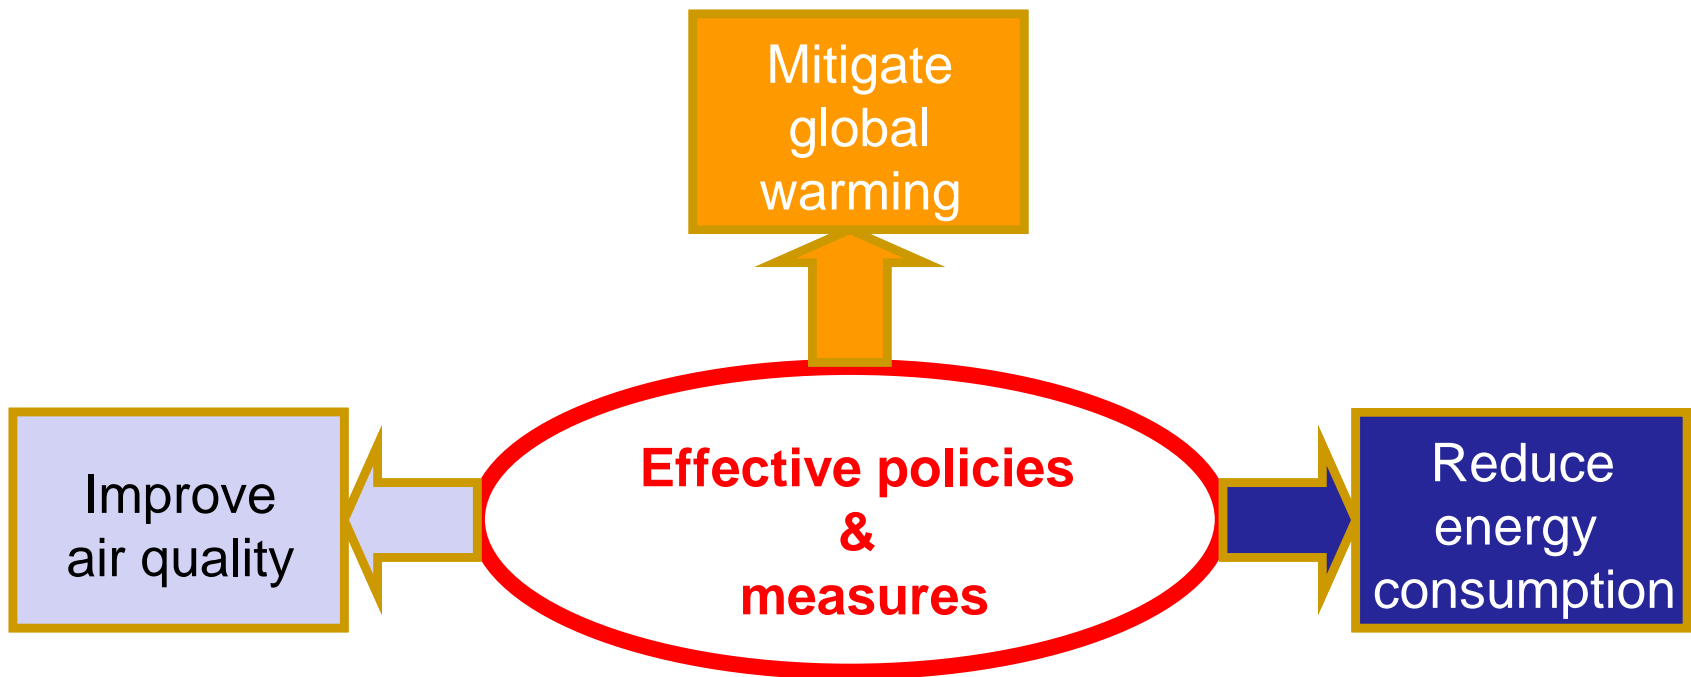 Mitigate
global
warming
Improve
air quality
Effective policies
&
measures
Reduce
energy
consumption